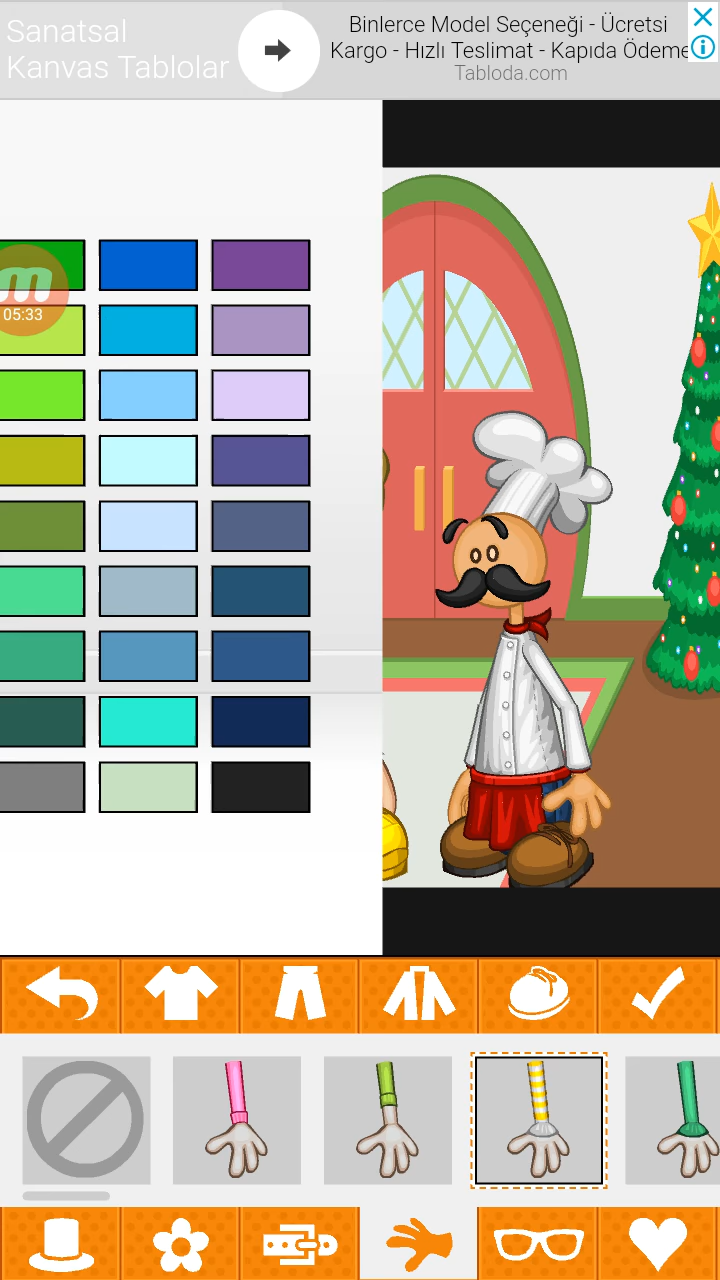 Sanatsal
Kanvas Tablolar
Binlerce Model Seçeneği - Ücretsi
Kargo - Hızlı Teslimat - Kapıda Ödeme
Tabloda.com
m
05:33